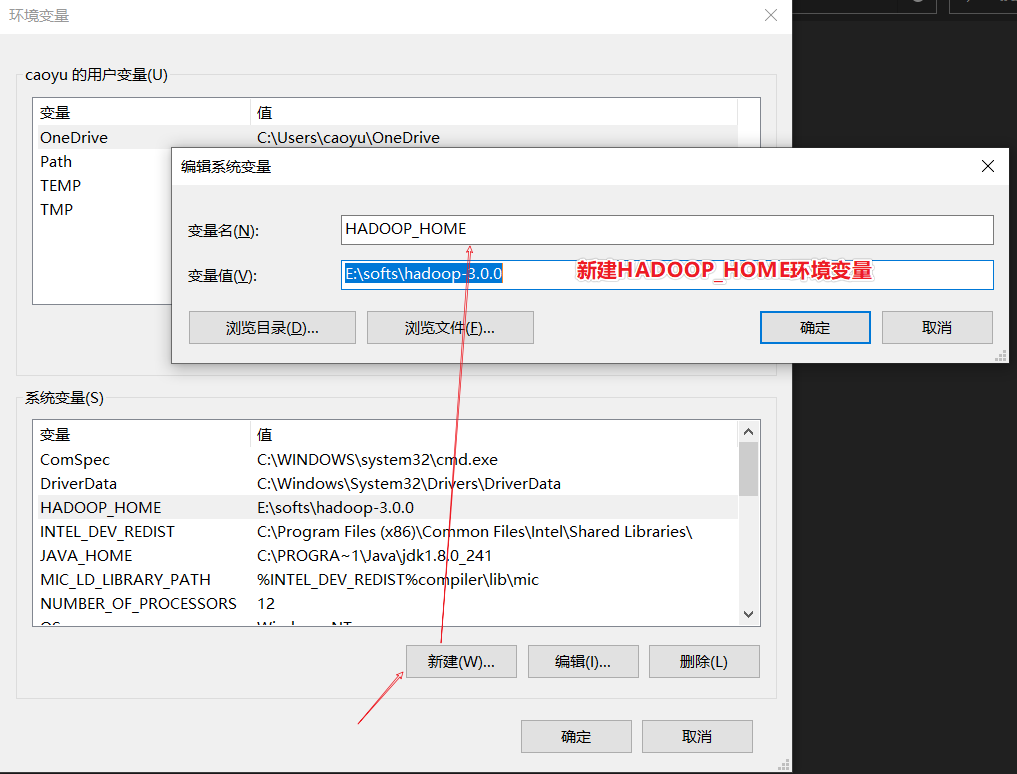 环境变量
caoyu 的用户变量(U)
变量 值
OneDrive C:\Users\caoyu\OneDrive
Path
TEMP
TMP
编辑系统变量
变量名(N): HADOOP_HOME
变量值(V): E:\softs\hadoop-3.0.0 新建HADOOP_HOME环境变量
浏览目录(D)... 浏览文件(F)... 确定 取消
系统变量(S)
变量 值
ComSpec C:\WINDOWS\system32\cmd.exe
DriverData C:\Windows\System32\Drivers\DriverData
HADOOP_HOME E:\softs\hadoop-3.0.0
INTEL_DEV_REDIST C:\Program Files (x86)\Common Files\Intel\Shared Libraries\
JAVA_HOME C:\PROGRA~1\Java\jdk1.8.0_241
MIC_LD_LIBRARY_PATH %INTEL_DEV_REDIST%compiler\lib\mic
NUMBER_OF_PROCESSORS 12
OS Windows_NT
新建(W)... 编辑(I)... 删除(L)
确定 取消